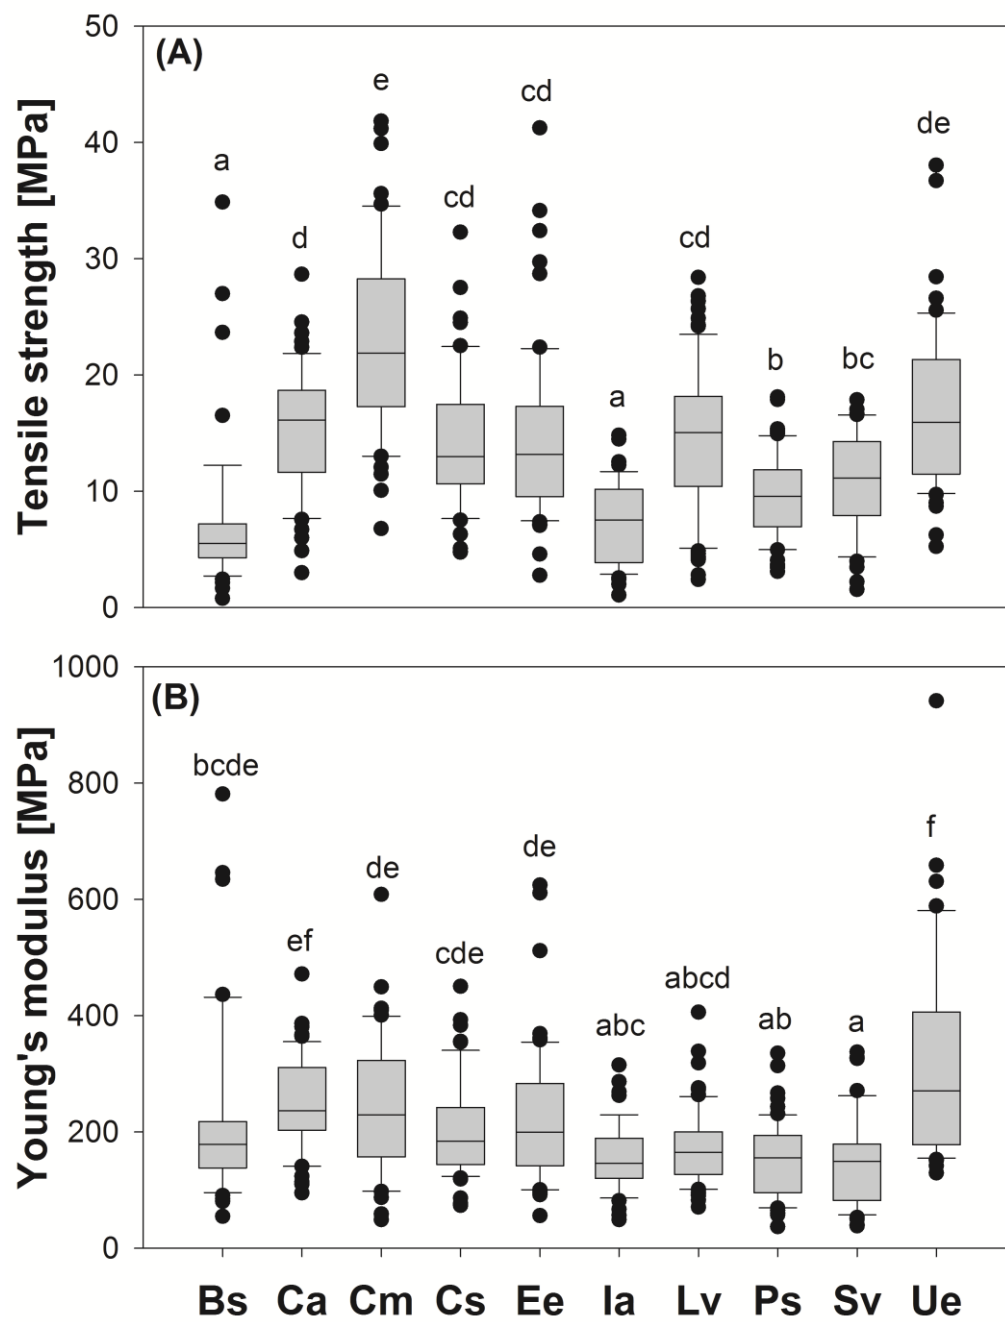 (A)
Tensile strength [MPa]
50
40
30
20
10
0
a
d
e
cd
cd
a
cd
b
bc
de
(B)
Young's modulus [MPa]
1000
800
600
400
200
0
bcde
ef
de
cde
de
abc
abcd
ab
a
f
Bs Ca Cm Cs Ee Ia Lv Ps Sv Ue